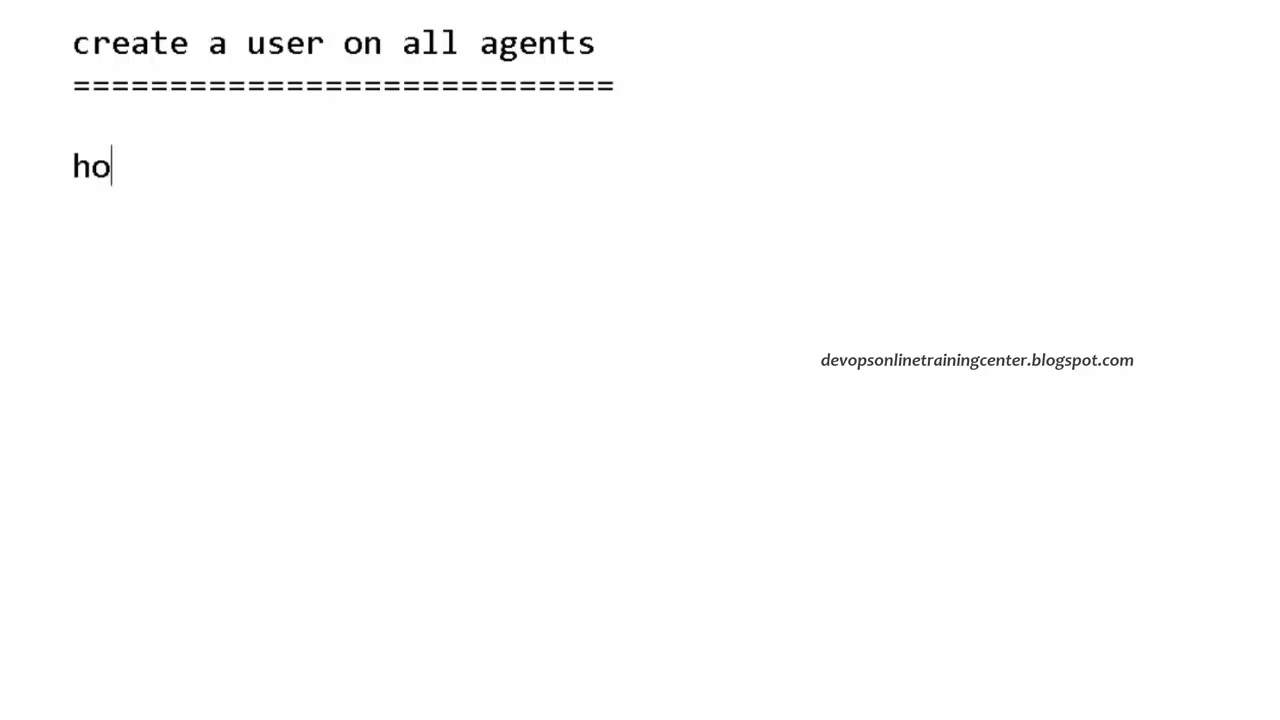 create a user on all agents
============================
ho
devopsonlinetrainingcenter.blogspot.com